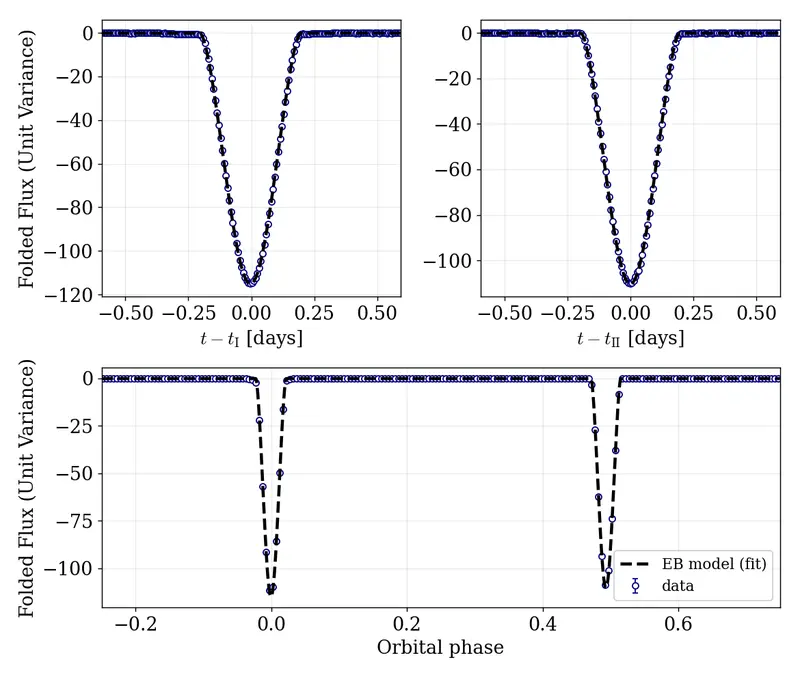 Folded Flux (Unit Variance)
0
−20
−40
−60
−80
−100
−120
−0.50 −0.25 0.00 0.25 0.50
t − tI [days]
0
−20
−40
−60
−80
−100
−0.50 −0.25 0.00 0.25 0.50
t − tII [days]
Folded Flux (Unit Variance)
0
−25
−50
−75
−100
−0.2 0.0 0.2 0.4 0.6
Orbital phase
EB model (fit)
data